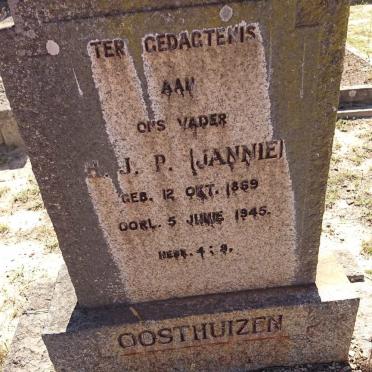 TER GEDAGTENIS
AAN
ONS VADER
J. P. (JANNIE)
GEB. 12 OKT. 1869
OORL. 5 JUNIE 1945.
HEBR. 4:9.
OOSTHUIZEN